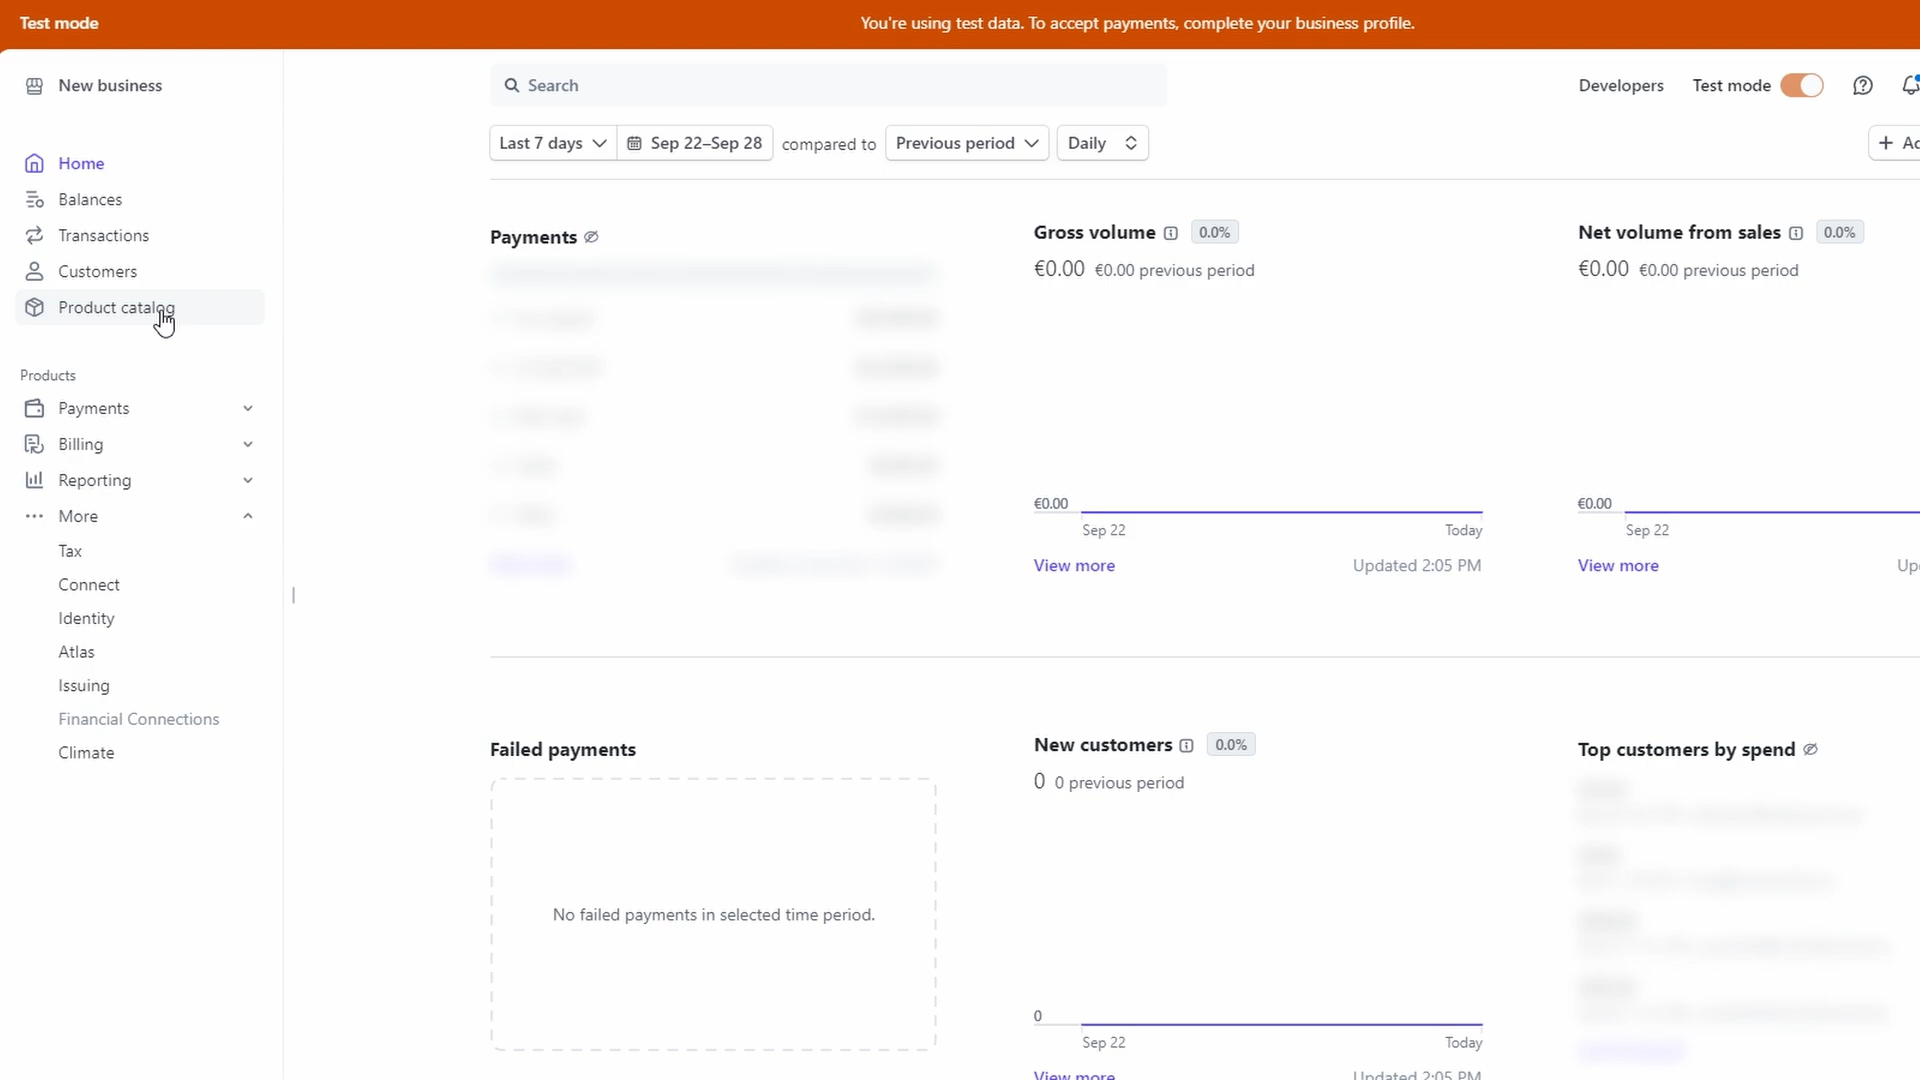 Test mode
You're using test data. To accept payments, complete your business profile.
New business
Search
Developers
Test mode
Last 7 days
Sep 22–Sep 28
compared to
Previous period
Daily
Home
Balances
Transactions
Customers
Product catalog
Products
Payments
Billing
Reporting
More
Tax
Connect
Identity
Atlas
Issuing
Financial Connections
Climate
Payments
Gross volume
0.0%
€0.00 €0.00 previous period
€0.00
Sep 22
Today
View more
Updated 2:05 PM
Net volume from sales
0.0%
€0.00 €0.00 previous period
€0.00
Sep 22
View more
Failed payments
No failed payments in selected time period.
New customers
0.0%
0 0 previous period
0
Sep 22
Today
View more
Updated 2:05 PM
Top customers by spend